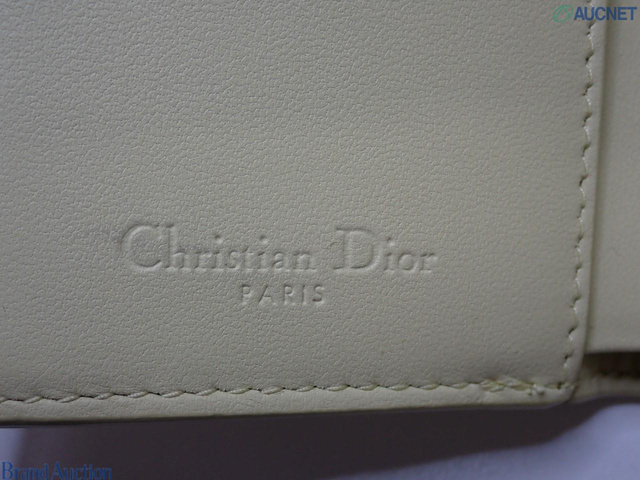 AUCNET
Christian Dior
PARIS
Brand Auction